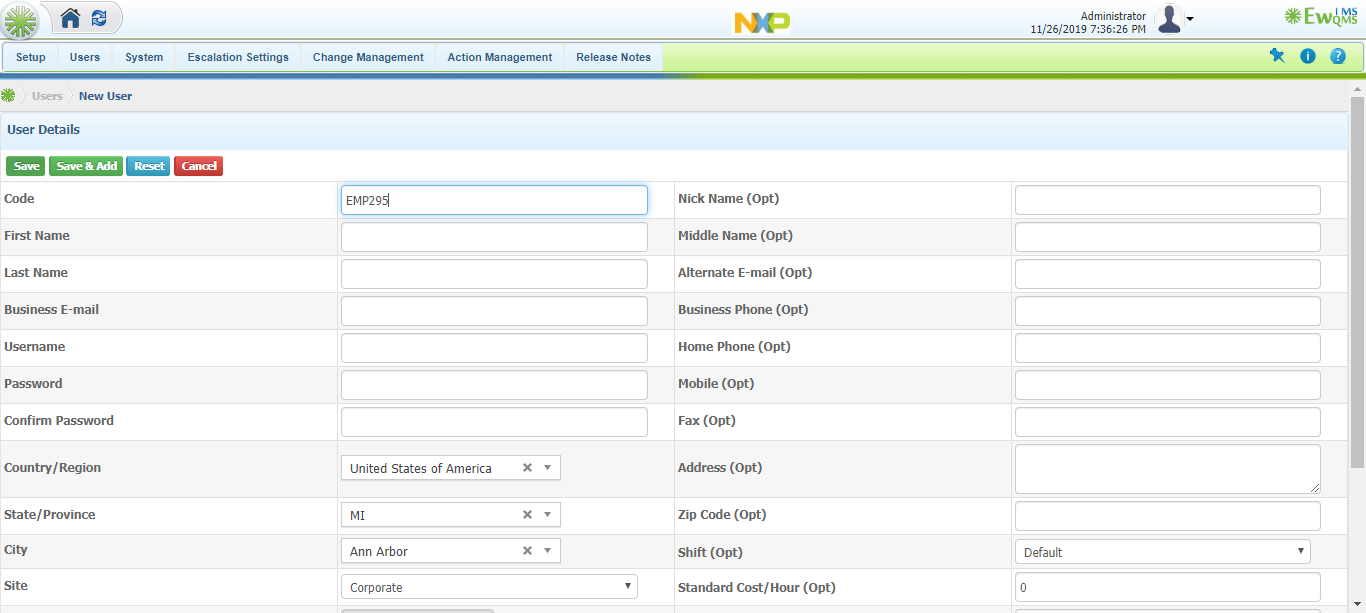 NXP
Administrator
11/26/2019 7:36:26 PM
EwIMS
QMS
Setup Users System Escalation Settings Change Management Action Management Release Notes
Users New User
User Details
Save Save & Add Reset Cancel
Code EMP295 Nick Name (Opt)
First Name Middle Name (Opt)
Last Name Alternate E-mail (Opt)
Business E-mail Business Phone (Opt)
Username Home Phone (Opt)
Password Mobile (Opt)
Confirm Password Fax (Opt)
Country/Region United States of America Address (Opt)
State/Province MI Zip Code (Opt)
City Ann Arbor Shift (Opt) Default
Site Corporate Standard Cost/Hour (Opt) 0